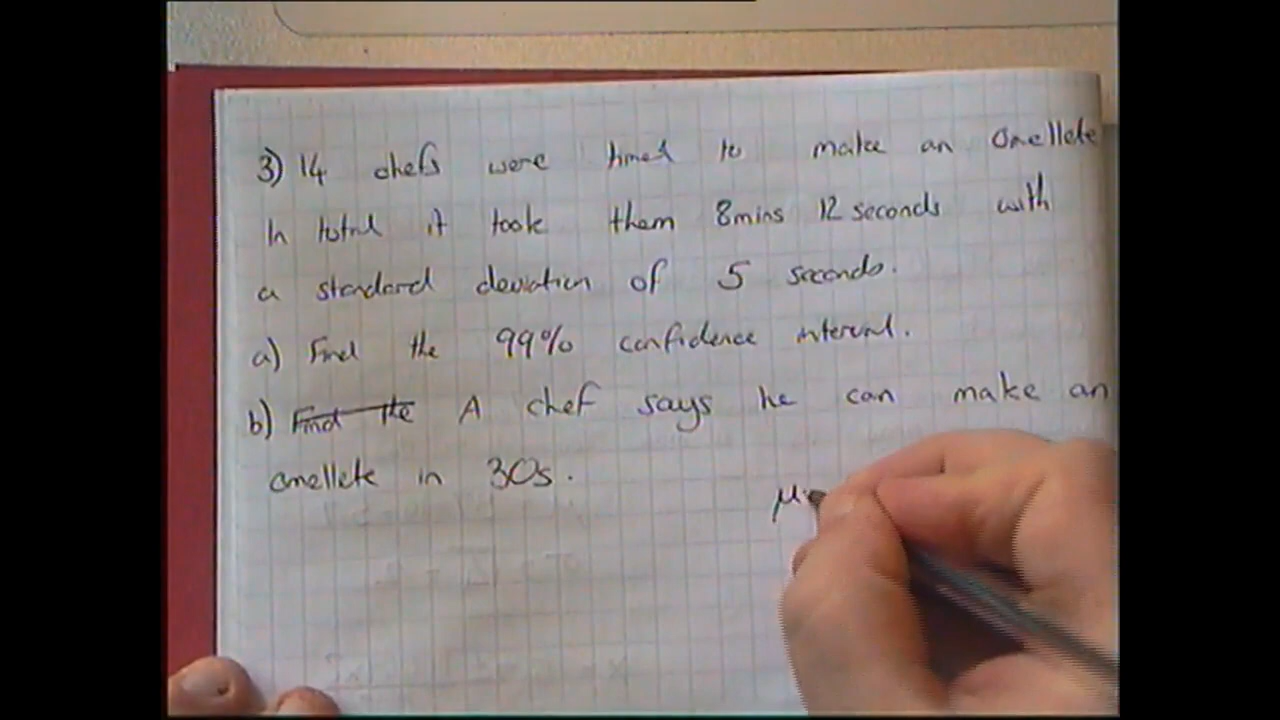 3) 14 chefs were timed to make an Omellete
In total it took them 8mins 12 seconds with
a standard deviation of 5 seconds.
a) Find the 99% confidence interval.
b) Find the A chef says he can make an
omellete in 30s.
μ